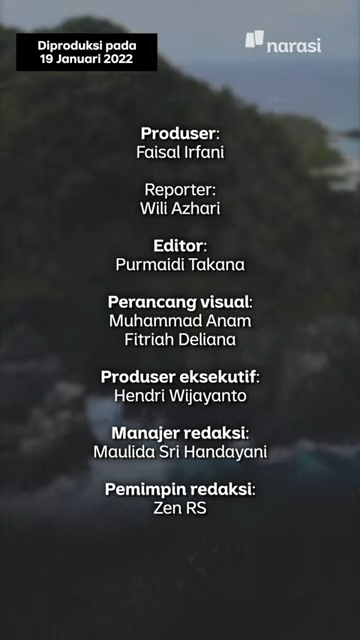 Diproduksi pada
19 Januari 2022
narasi
Produser:
Faisal Irfani
Reporter:
Wili Azhari
Editor:
Purmaidi Takana
Perancang visual:
Muhammad Anam
Fitriah Deliana
Produser eksekutif:
Hendri Wijayanto
Manajer redaksi:
Maulida Sri Handayani
Pemimpin redaksi:
Zen RS